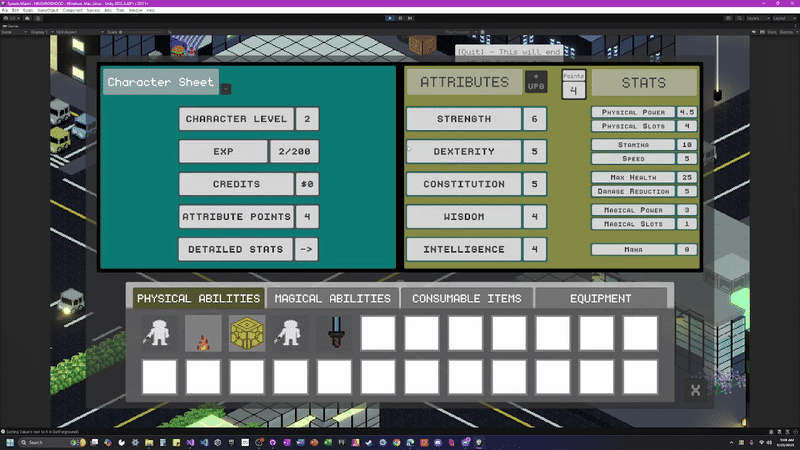 [Quit] - This will end
Character Sheet
ATTRIBUTES
UPG
Points
4
STATS
CHARACTER LEVEL 2
EXP 2/200
CREDITS $0
ATTRIBUTE POINTS 4
DETAILED STATS ->
STRENGTH 6
DEXTERITY 5
CONSTITUTION 5
WISDOM 4
INTELLIGENCE 4
Physical Power 4.5
Physical Slots 4
Stamina 10
Speed 5
Max Health 25
Damage Reduction 5
Magical Power 3
Magical Slots 1
Mana 8
PHYSICAL ABILITIES
MAGICAL ABILITIES
CONSUMABLE ITEMS
EQUIPMENT
X
Search